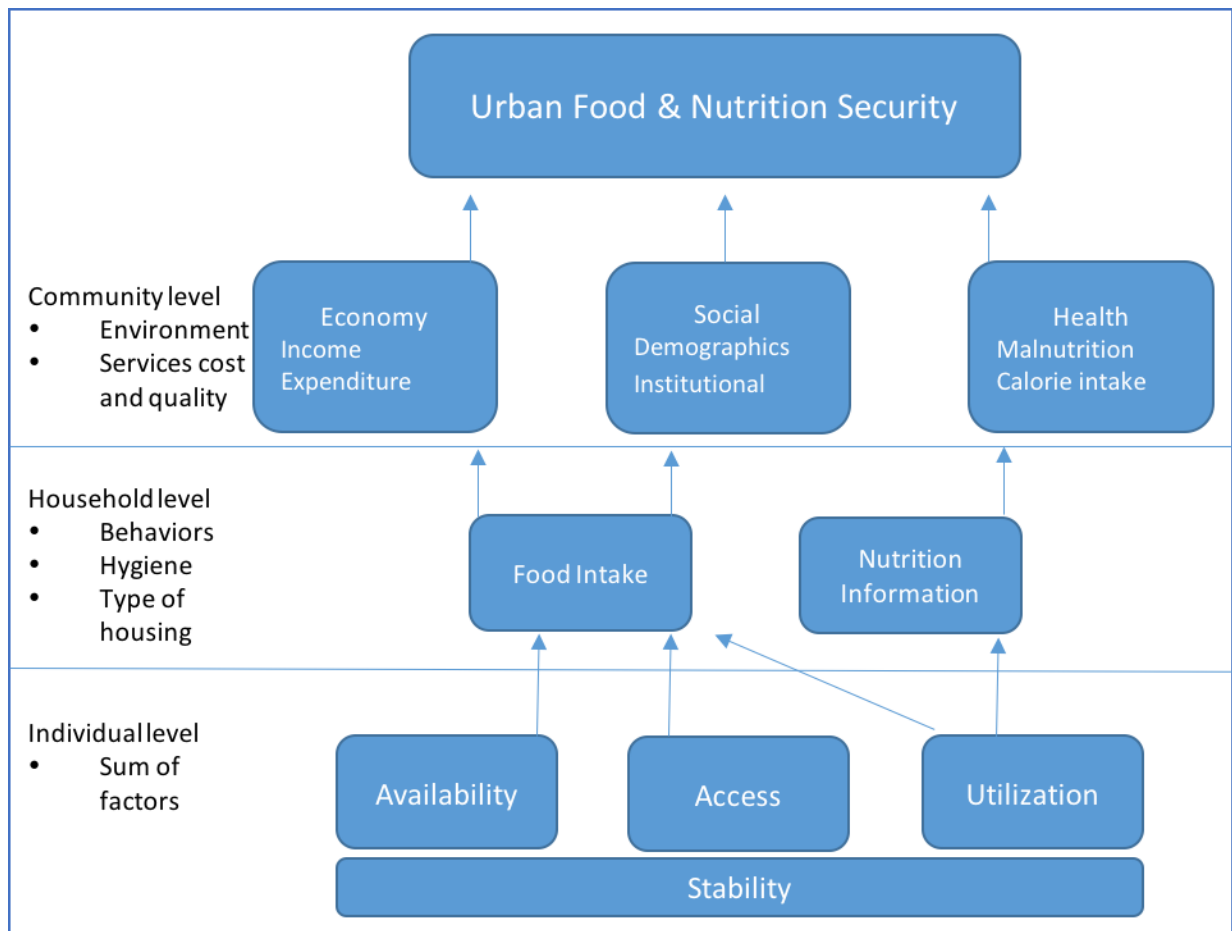 Urban Food & Nutrition Security
Community level
• Environment
• Services cost
and quality
Economy
Income
Expenditure
Social
Demographics
Institutional
Health
Malnutrition
Calorie intake
Household level
• Behaviors
• Hygiene
• Type of
housing
Food Intake
Nutrition
Information
Individual level
• Sum of
factors
Availability
Access
Utilization
Stability